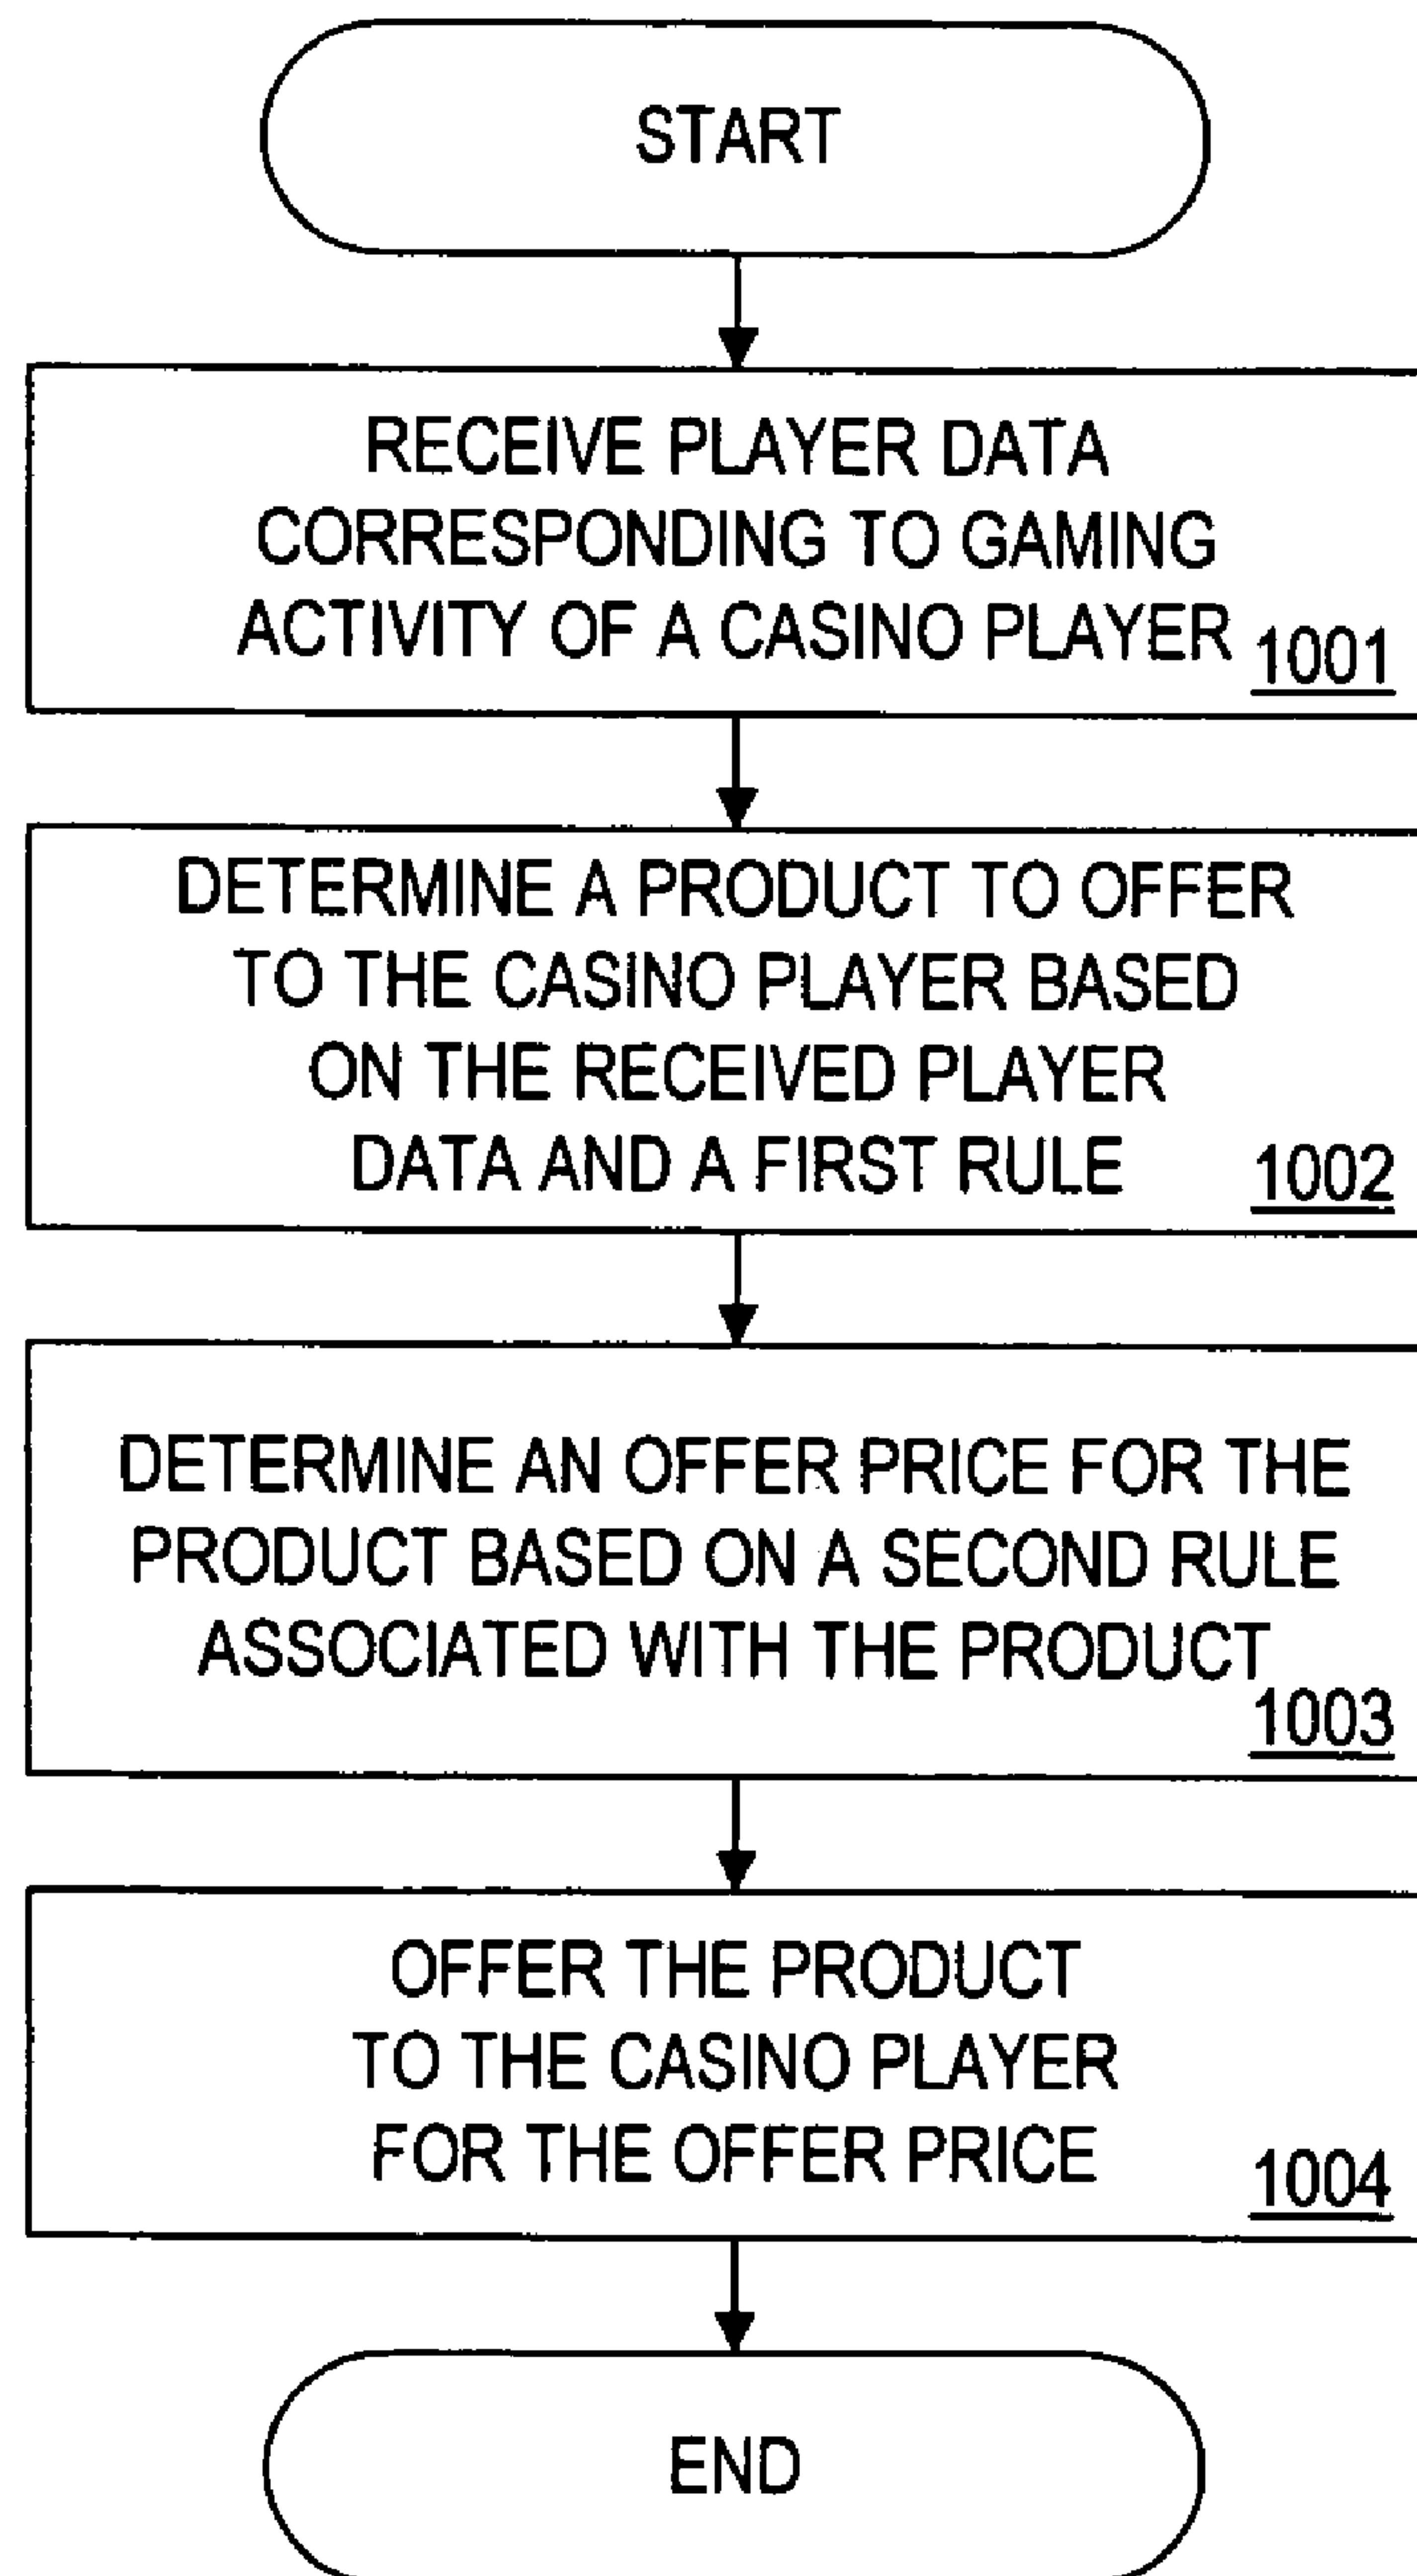 START
RECEIVE PLAYER DATA
CORRESPONDING TO GAMING
ACTIVITY OF A CASINO PLAYER
1001
DETERMINE A PRODUCT TO OFFER
TO THE CASINO PLAYER BASED
ON THE RECEIVED PLAYER
DATA AND A FIRST RULE
1002
DETERMINE AN OFFER PRICE FOR THE
PRODUCT BASED ON A SECOND RULE
ASSOCIATED WITH THE PRODUCT
1003
OFFER THE PRODUCT
TO THE CASINO PLAYER
FOR THE OFFER PRICE
1004
END